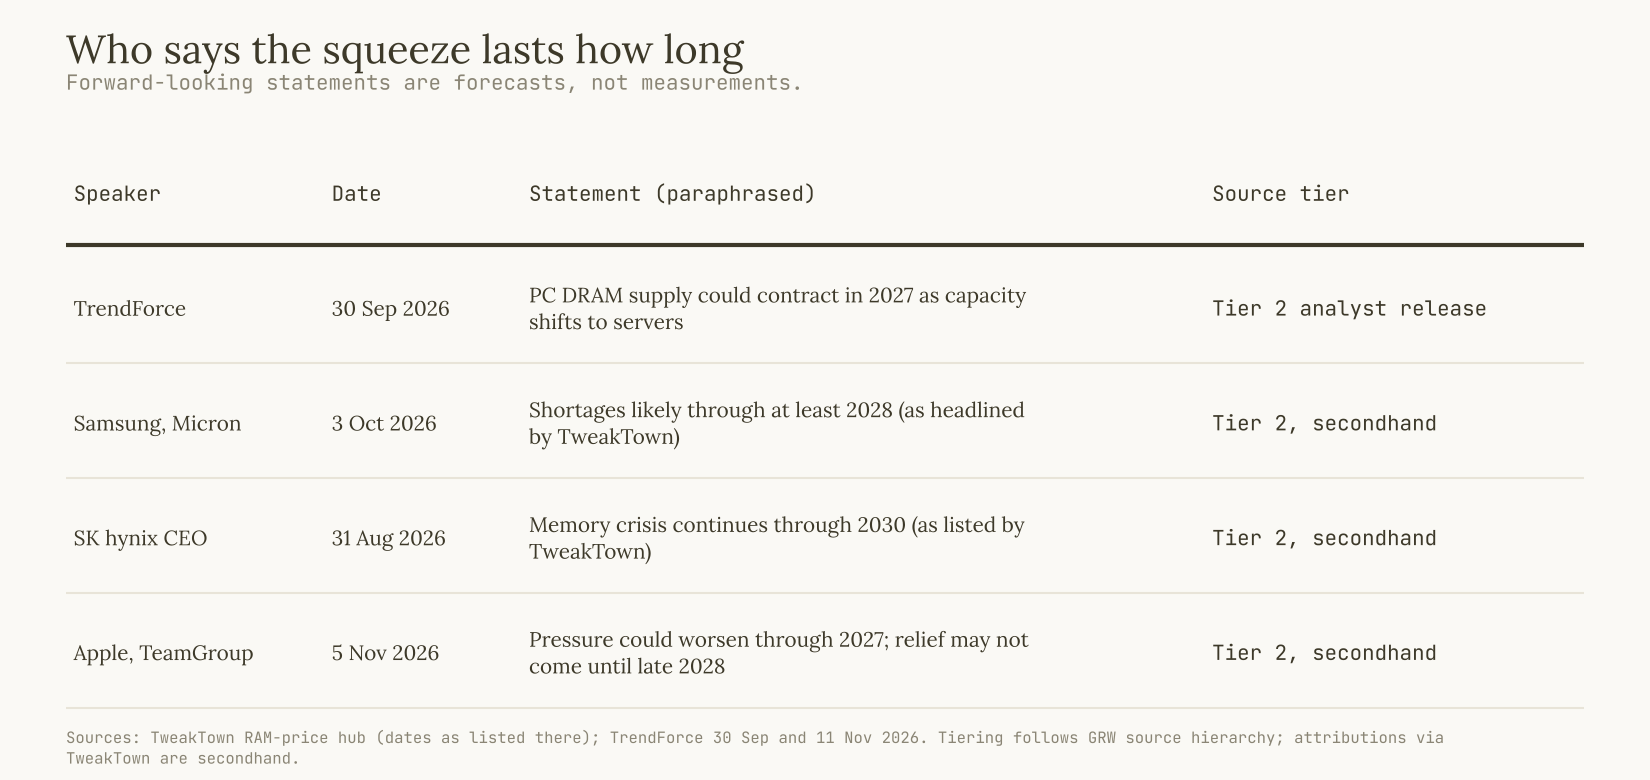 Who says the squeeze lasts how long
Forward-looking statements are forecasts, not measurements.
Speaker Date Statement (paraphrased) Source tier
TrendForce 30 Sep 2026 PC DRAM supply could contract in 2027 as capacity
shifts to servers Tier 2 analyst release
Samsung, Micron 3 Oct 2026 Shortages likely through at least 2028 (as headlined
by TweakTown) Tier 2, secondhand
SK hynix CEO 31 Aug 2026 Memory crisis continues through 2030 (as listed by
TweakTown) Tier 2, secondhand
Apple, TeamGroup 5 Nov 2026 Pressure could worsen through 2027; relief may not
come until late 2028 Tier 2, secondhand
Sources: TweakTown RAM-price hub (dates as listed there); TrendForce 30 Sep and 11 Nov 2026. Tiering follows GRW source hierarchy; attributions via
TweakTown are secondhand.